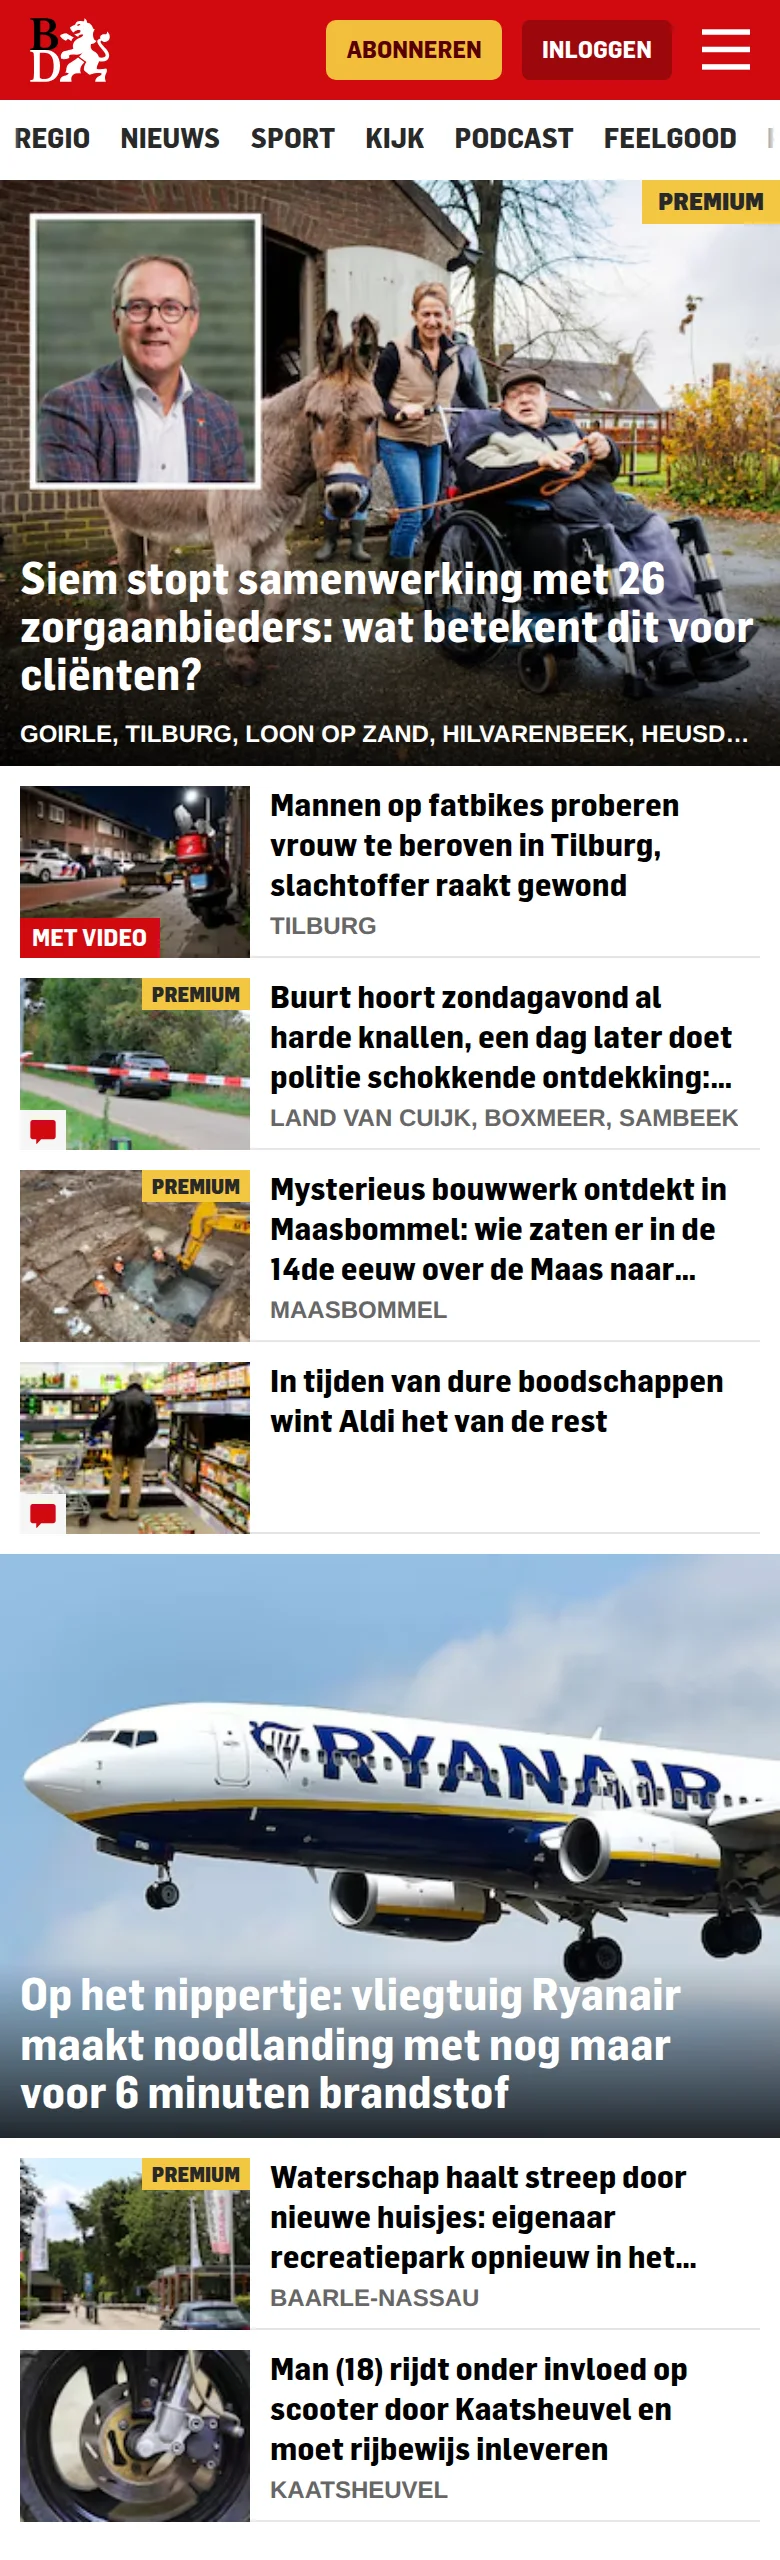 BD
ABONNEREN
INLOGGEN
REGIO NIEUWS SPORT KIJK PODCAST FEELGOOD
PREMIUM
Siem stopt samenwerking met 26
zorgaanbieders: wat betekent dit voor
cliënten?
GOIRLE, TILBURG, LOON OP ZAND, HILVARENBEEK, HEUSD…
Mannen op fatbikes proberen
vrouw te beroven in Tilburg,
slachtoffer raakt gewond
MET VIDEO
TILBURG
PREMIUM
Buurt hoort zondagavond al
harde knallen, een dag later doet
politie schokkende ontdekking:…
LAND VAN CUIJK, BOXMEER, SAMBEEK
PREMIUM
Mysterieus bouwwerk ontdekt in
Maasbommel: wie zaten er in de
14de eeuw over de Maas naar…
MAASBOMMEL
In tijden van dure boodschappen
wint Aldi het van de rest
RYANAIR
Op het nippertje: vliegtuig Ryanair
maakt noodlanding met nog maar
voor 6 minuten brandstof
PREMIUM
Waterschap haalt streep door
nieuwe huisjes: eigenaar
recreatiepark opnieuw in het…
BAARLE-NASSAU
Man (18) rijdt onder invloed op
scooter door Kaatsheuvel en
moet rijbewijs inleveren
KAATSHEUVEL